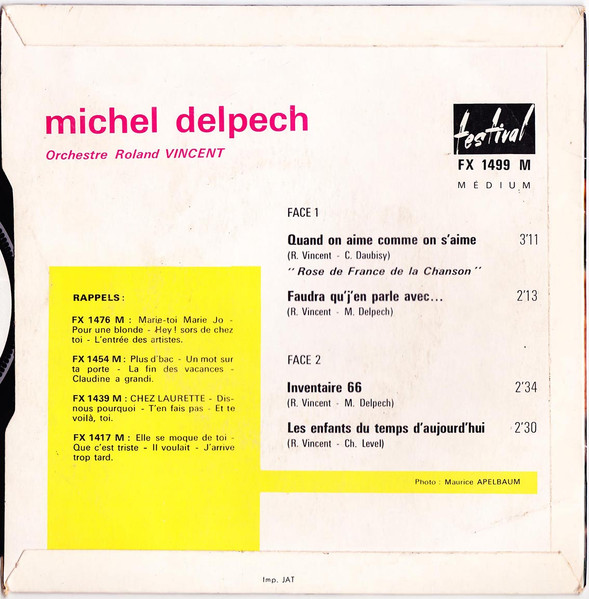 michel delpech
Orchestre Roland VINCENT
festival
FX 1499 M
MÉDIUM
FACE 1
Quand on aime comme on s'aime 3'11
(R. Vincent - C. Daubisy)
"Rose de France de la Chanson"
Faudra qu'j'en parle avec... 2'13
(R. Vincent - M. Delpech)
FACE 2
Inventaire 66 2'34
(R. Vincent - M. Delpech)
Les enfants du temps d'aujourd'hui 2'30
(R. Vincent - Ch. Level)
RAPPELS :
FX 1476 M : Marie-toi Marie Jo -
Pour une blonde - Hey ! sors de chez
toi - L'entrée des artistes.
FX 1454 M : Plus d'bac - Un mot sur
ta porte - La fin des vacances -
Claudine a grandi.
FX 1439 M : CHEZ LAURETTE - Dis-
nous pourquoi - T'en fais pas - Et te
voilà, toi.
FX 1417 M : Elle se moque de toi -
Que c'est triste - Il voulait - J'arrive
trop tard.
Photo : Maurice APELBAUM
Imp. JAT